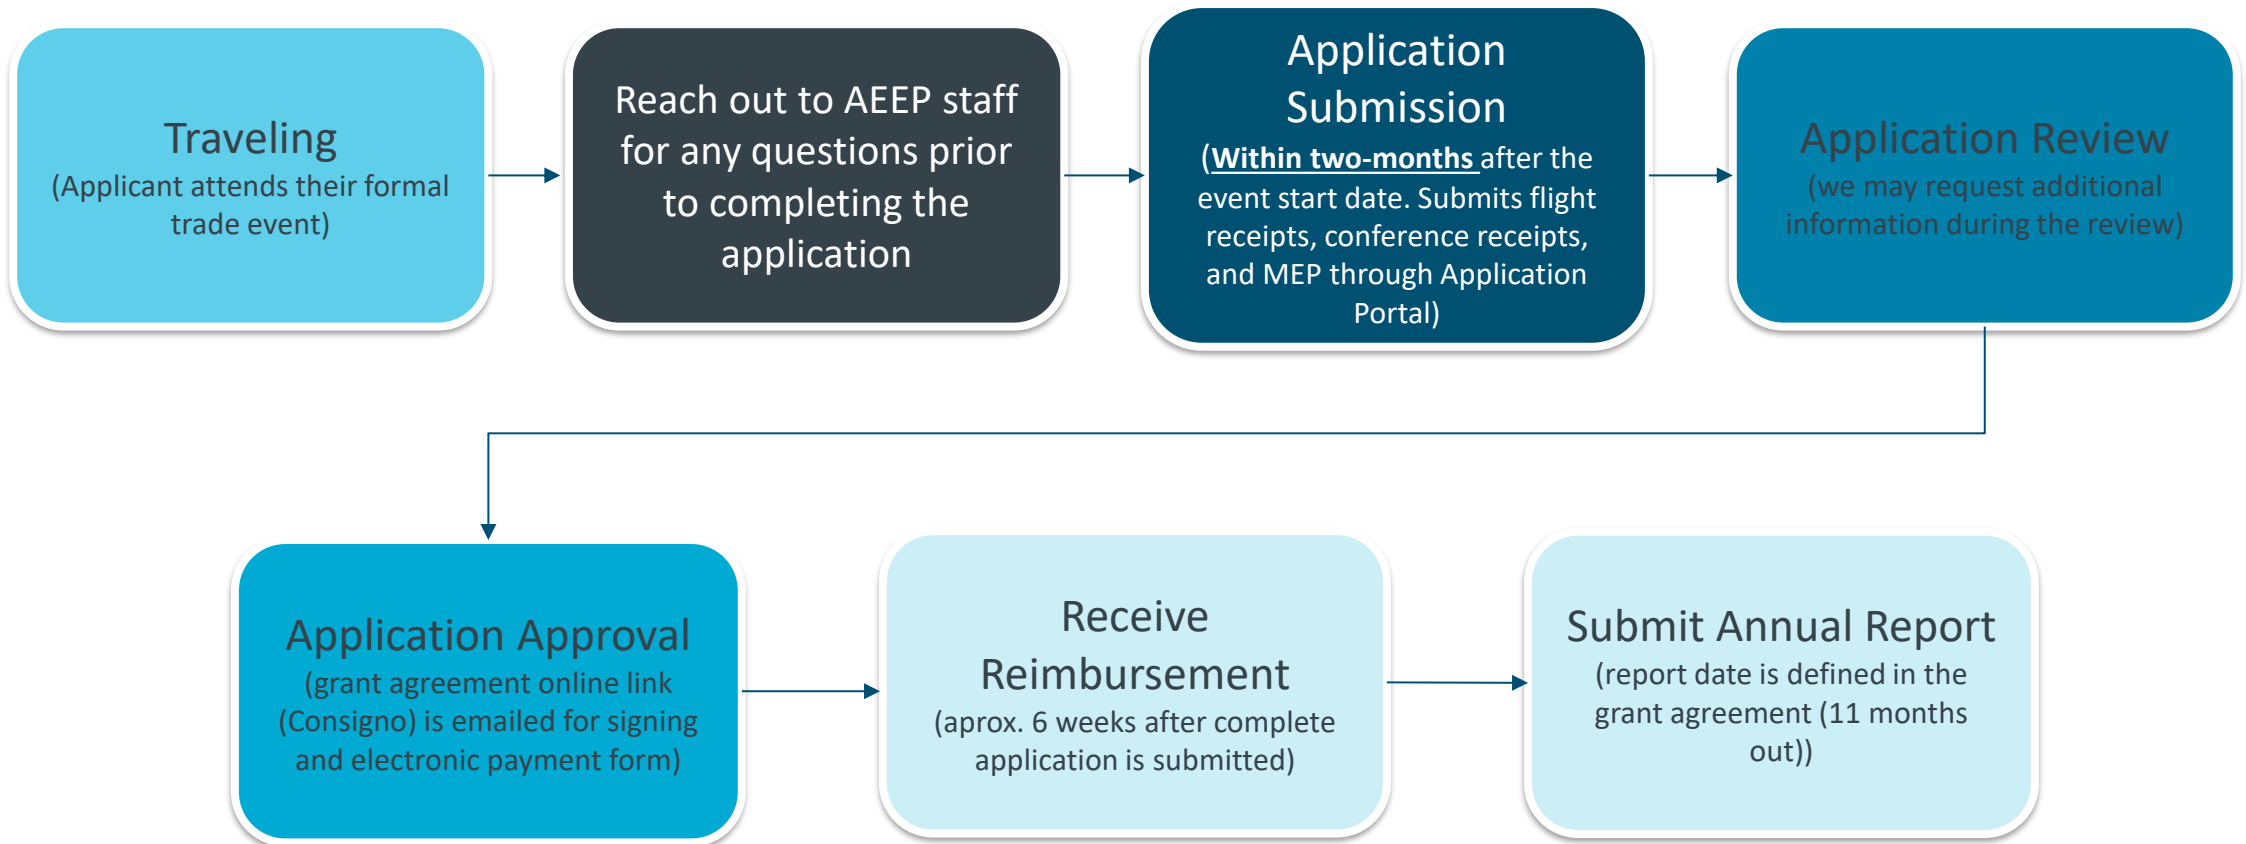 Traveling
(Applicant attends their formal
trade event)
Reach out to AEEP staff
for any questions prior
to completing the
application
Application
Submission
(Within two-months after the
event start date. Submits flight
receipts, conference receipts,
and MEP through Application
Portal)
Application Review
(we may request additional
information during the review)
Application Approval
(grant agreement online link
(Consigno) is emailed for signing
and electronic payment form)
Receive
Reimbursement
(aprox. 6 weeks after complete
application is submitted)
Submit Annual Report
(report date is defined in the
grant agreement (11 months
out))